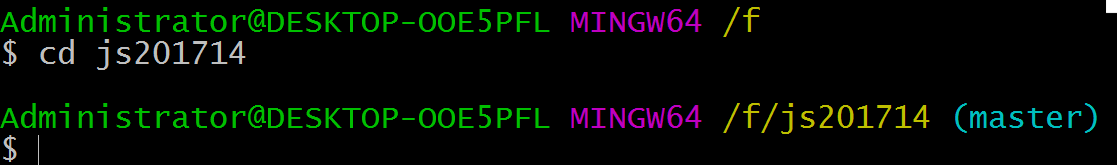 Administrator@DESKTOP-OOE5PFL MINGW64 /f
$ cd js201714
Administrator@DESKTOP-OOE5PFL MINGW64 /f/js201714 (master)
$